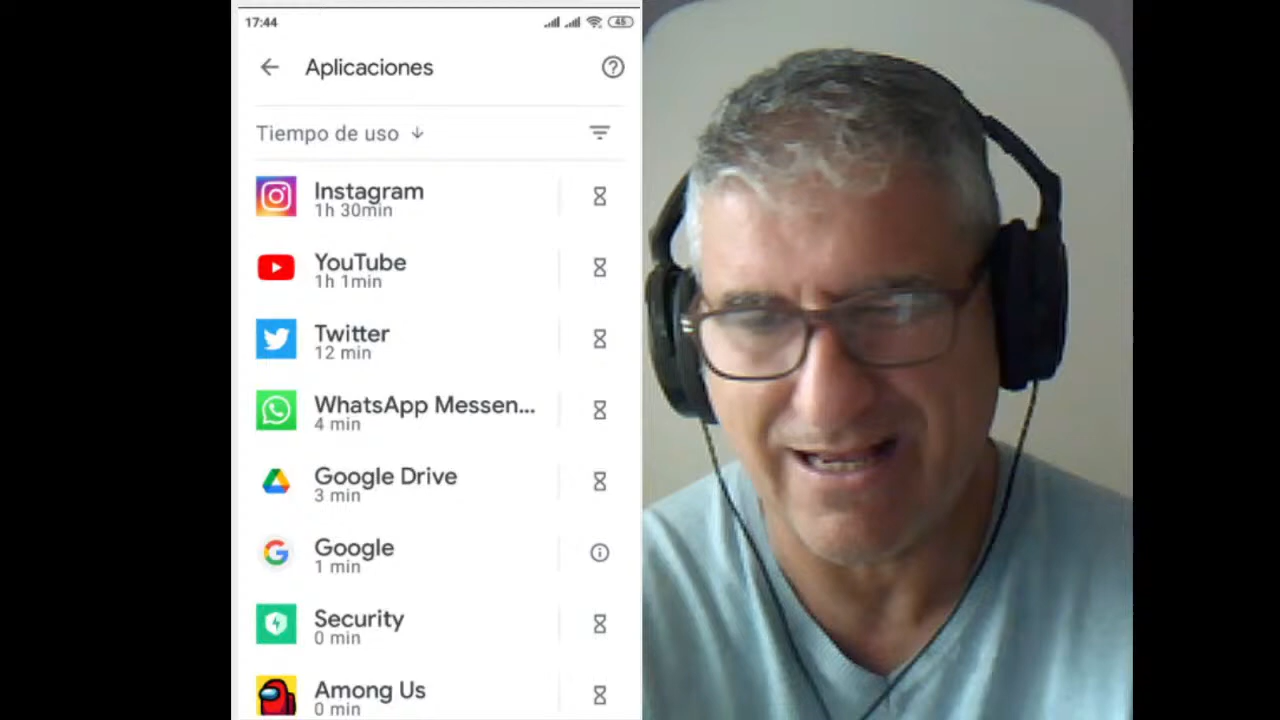 17:44
45
Aplicaciones
Tiempo de uso
Instagram
1h 30min
YouTube
1h 1min
Twitter
12 min
WhatsApp Messen...
4 min
Google Drive
3 min
Google
1 min
Security
0 min
Among Us
0 min